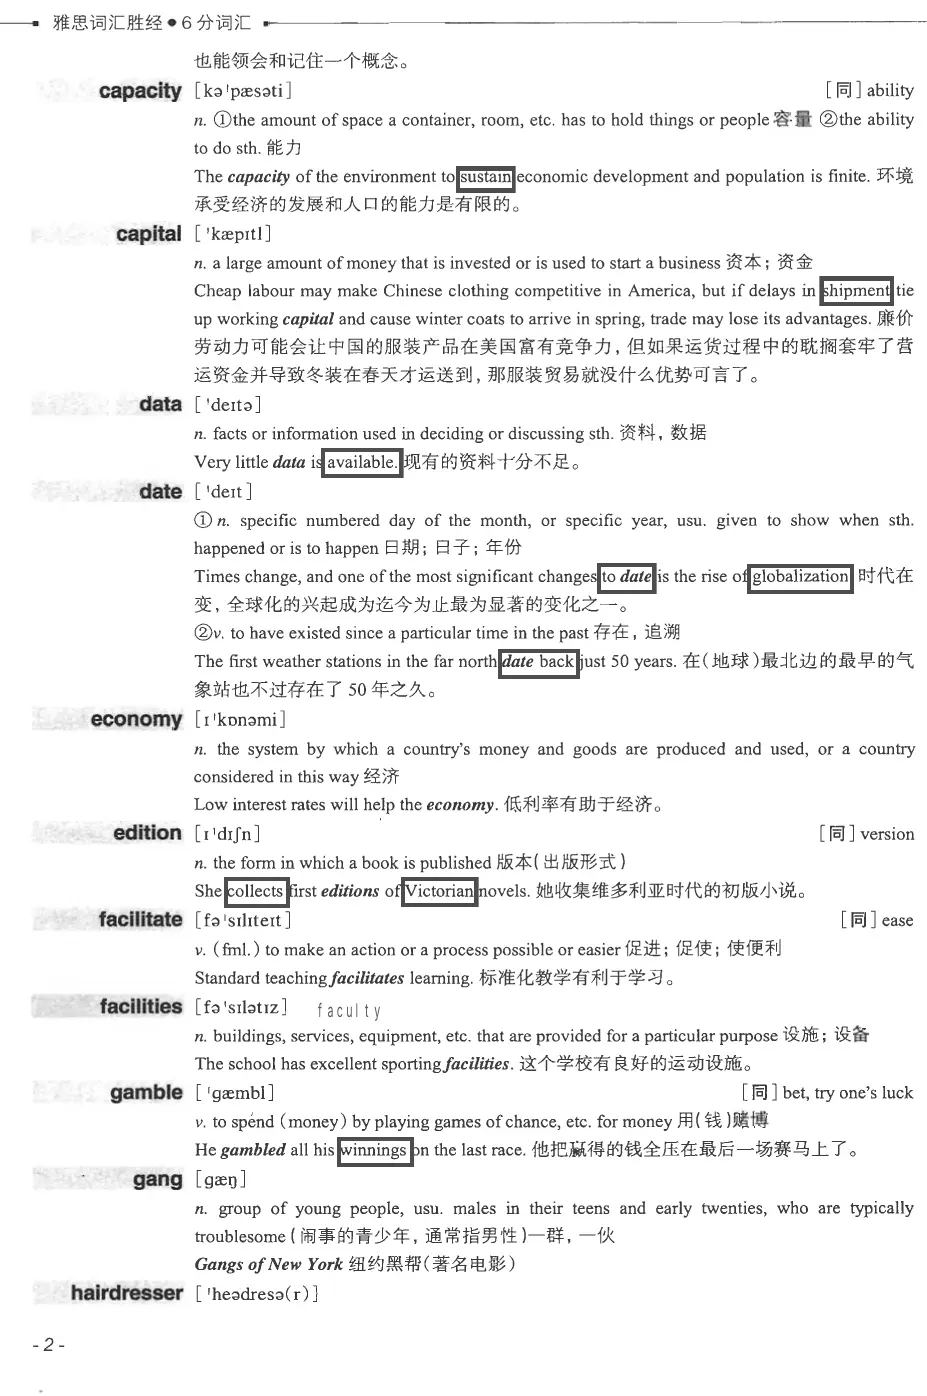 雅思词汇胜经●6分词汇
也能领会和记住一个概念。
capacity [kə'pæsəti] [同]ability
n. ①the amount of space a container, room, etc. has to hold things or people 容量 ②the ability
to do sth. 能力
The capacity of the environment to sustain economic development and population is finite. 环境
承受经济的发展和人口的能力是有限的。
capital ['kæpɪtl]
n. a large amount of money that is invested or is used to start a business 资本；资金
Cheap labour may make Chinese clothing competitive in America, but if delays in shipment tie
up working capital and cause winter coats to arrive in spring, trade may lose its advantages. 廉价
劳动力可能会让中国的服装产品在美国富有竞争力，但如果运货过程中的耽搁套牢了营
运资金并导致冬装在春天才运送到，那服装贸易就没什么优势可言了。
data ['deɪtə]
n. facts or information used in deciding or discussing sth. 资料，数据
Very little data is available. 现有的资料十分不足。
date ['deɪt]
① n. specific numbered day of the month, or specific year, usu. given to show when sth.
happened or is to happen 日期；日子；年份
Times change, and one of the most significant changes to date is the rise of globalization 时代在
变，全球化的兴起成为迄今为止最为显著的变化之一。
②v. to have existed since a particular time in the past 存在，追溯
The first weather stations in the far north date back just 50 years. 在(地球)最北边的最早的气
象站也不过存在了 50 年之久。
economy [ɪ'kɒnəmi]
n. the system by which a country's money and goods are produced and used, or a country
considered in this way 经济
Low interest rates will help the economy. 低利率有助于经济。
edition [ɪ'dɪʃn] [同]version
n. the form in which a book is published 版本(出版形式)
She collects first editions of Victorian novels. 她收集维多利亚时代的初版小说。
facilitate [fə'sɪlɪteɪt] [同]ease
v. (fml.) to make an action or a process possible or easier 促进；促使；使便利
Standard teaching facilitates learning. 标准化教学有利于学习。
facilities [fə'sɪlətɪz] faculty
n. buildings, services, equipment, etc. that are provided for a particular purpose 设施；设备
The school has excellent sporting facilities. 这个学校有良好的运动设施。
gamble ['gæmbl] [同]bet, try one's luck
v. to spend (money) by playing games of chance, etc. for money 用(钱)赌博
He gambled all his winnings on the last race. 他把赢得的钱全压在最后一场赛马上了。
gang [gæŋ]
n. group of young people, usu. males in their teens and early twenties, who are typically
troublesome (闹事的青少年，通常指男性)一群，一伙
Gangs of New York 纽约黑帮(著名电影)
hairdresser ['heədresə(r)]
- 2 -